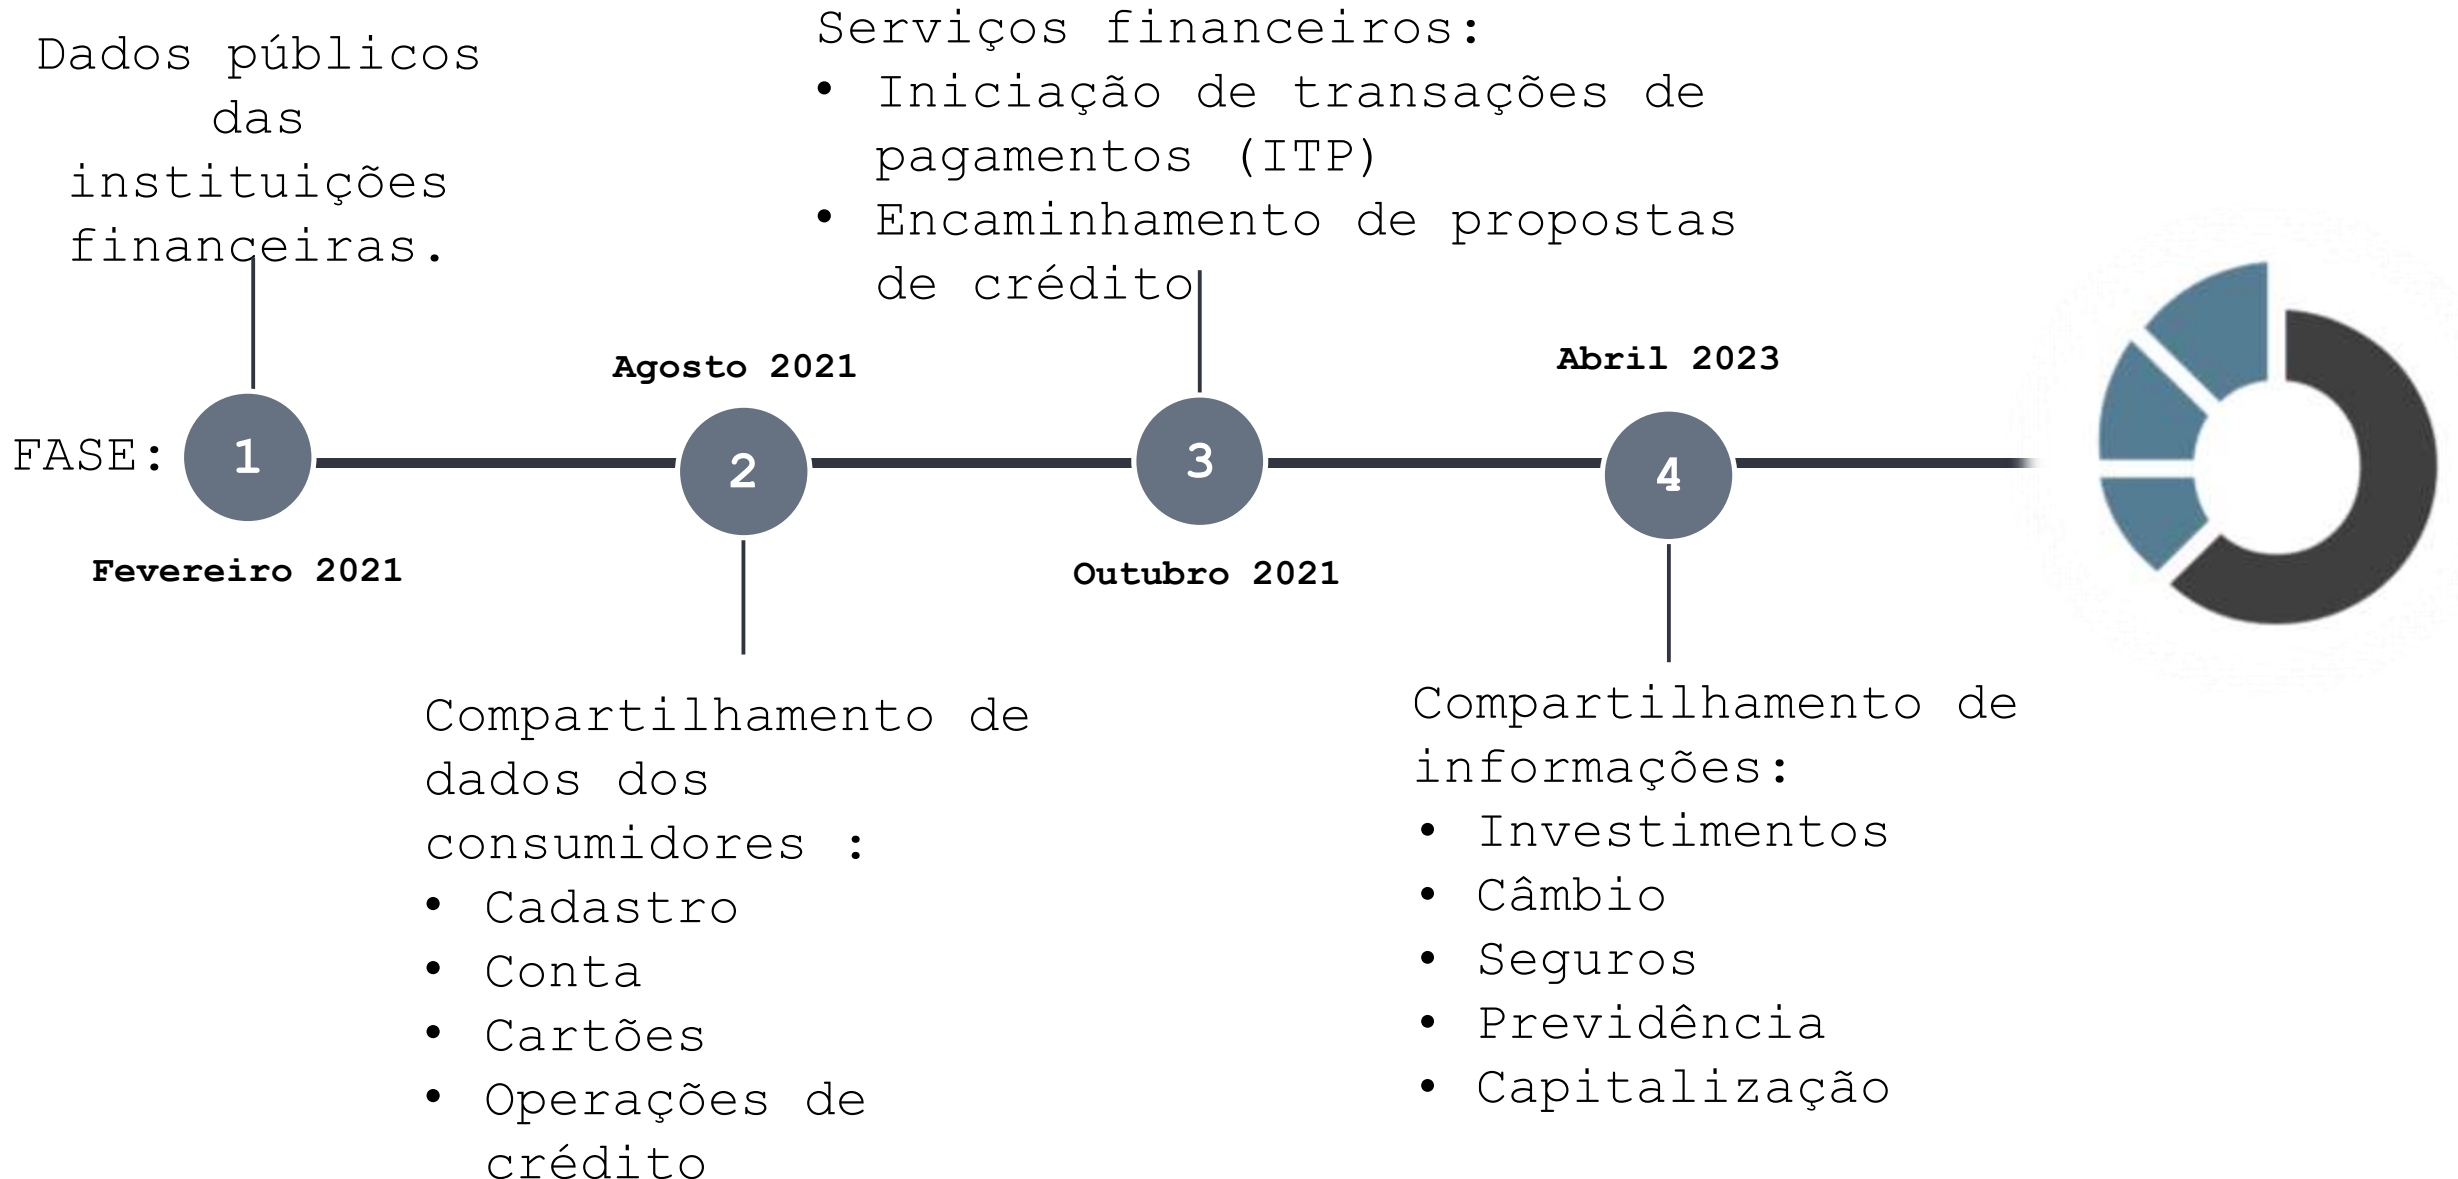 Dados públicos
das
instituições
financeiras.
Serviços financeiros:
• Iniciação de transações de
pagamentos (ITP)
• Encaminhamento de propostas
de crédito
Agosto 2021
Abril 2023
FASE:
1
2
3
4
Fevereiro 2021
Outubro 2021
Compartilhamento de
dados dos
consumidores :
• Cadastro
• Conta
• Cartões
• Operações de
crédito
Compartilhamento de
informações:
• Investimentos
• Câmbio
• Seguros
• Previdência
• Capitalização